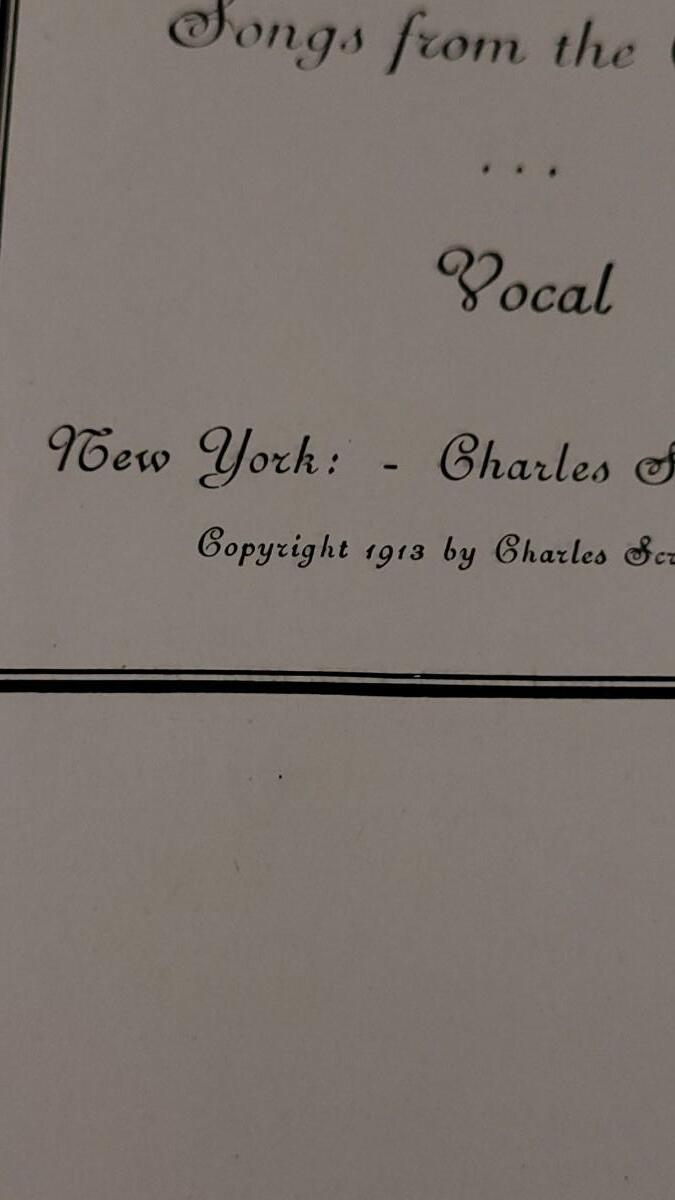 Songs from the
. . .
Vocal
New York: - Charles
Copyright 1913 by Charles